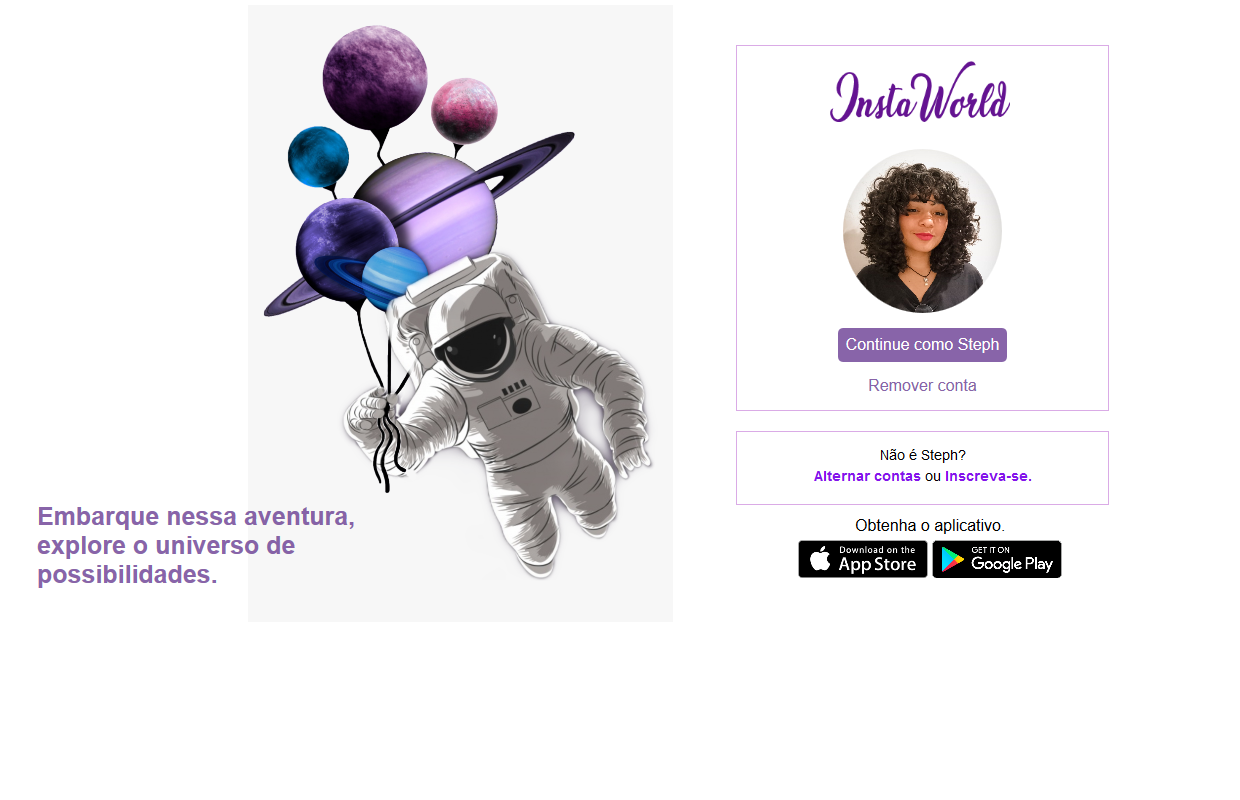 Embarque nessa aventura,
explore o universo de
possibilidades.
InstaWorld
Continue como Steph
Remover conta
Não é Steph?
Alternar contas ou Inscreva-se.
Obtenha o aplicativo.
Download on the
App Store
GET IT ON
Google Play